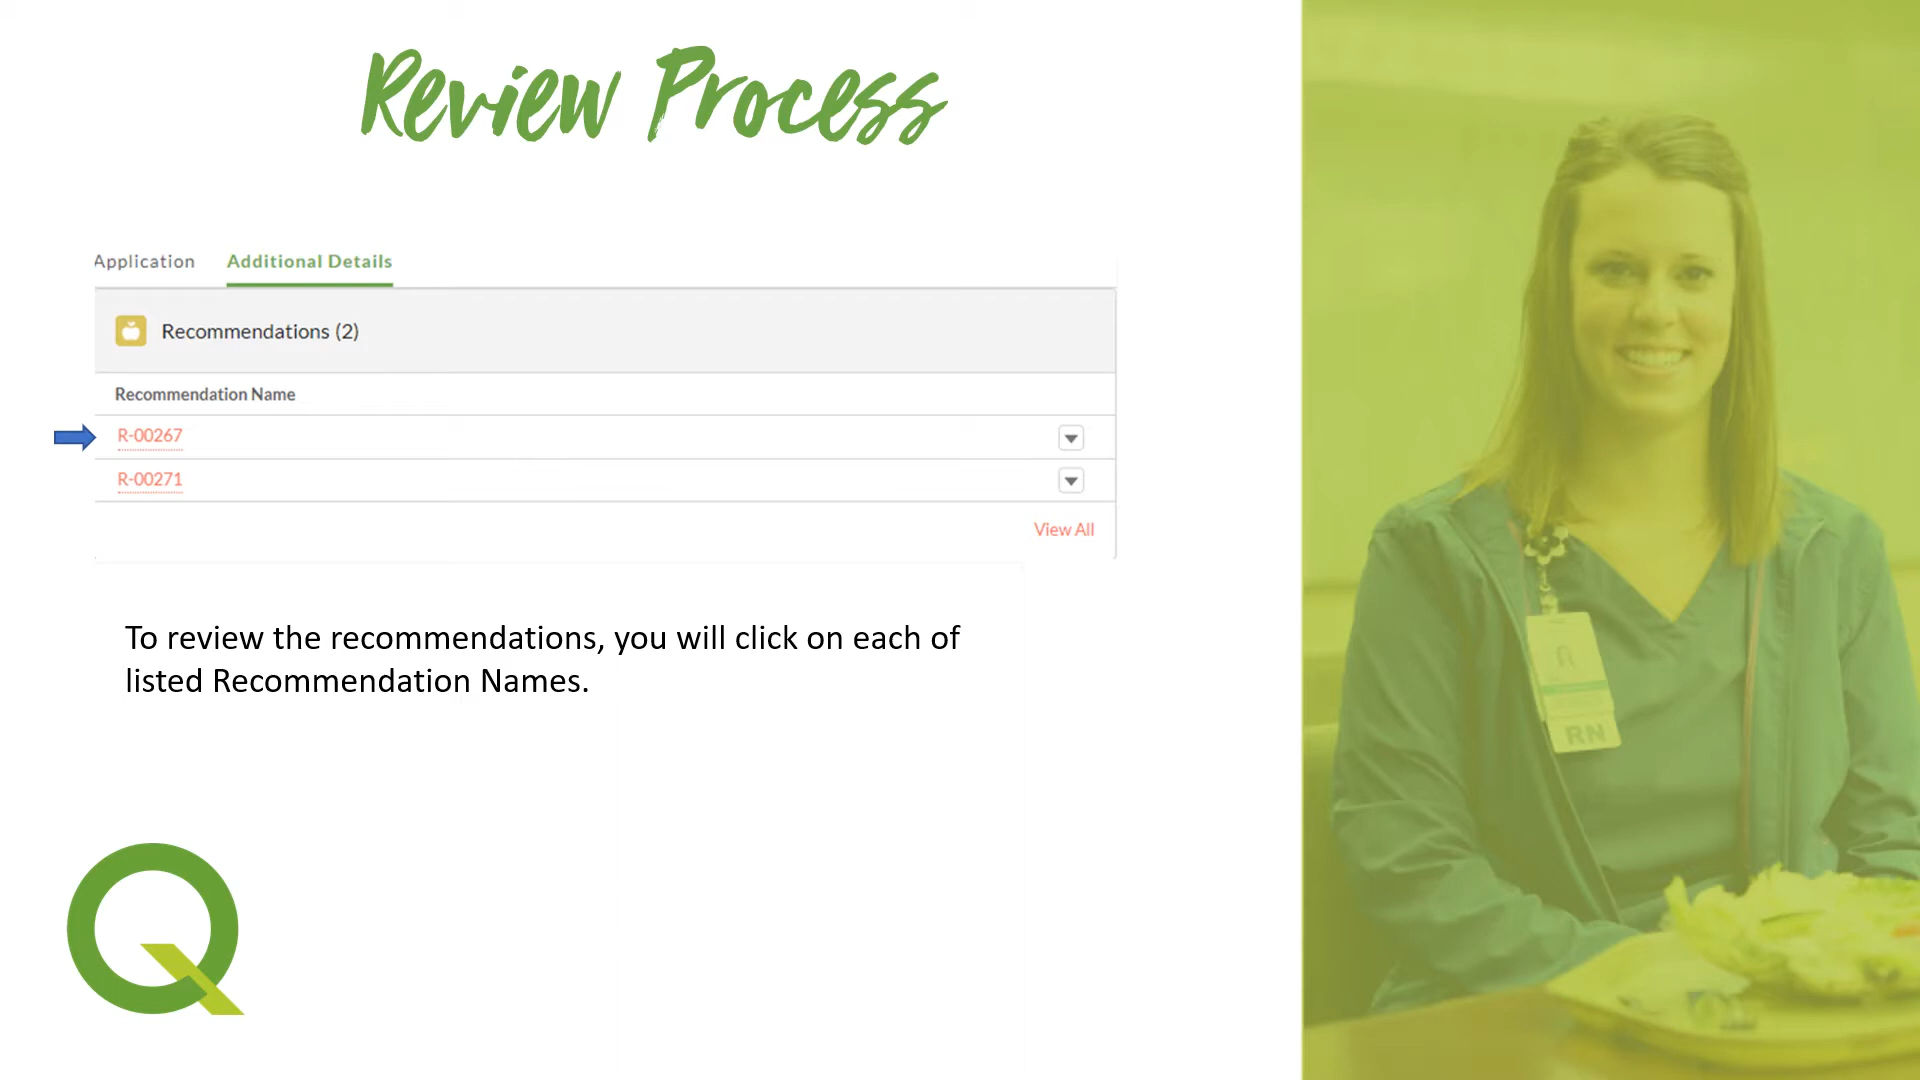 Review Process
Application Additional Details
Recommendations (2)
Recommendation Name
R-00267
R-00271
View All
To review the recommendations, you will click on each of
listed Recommendation Names.
RN